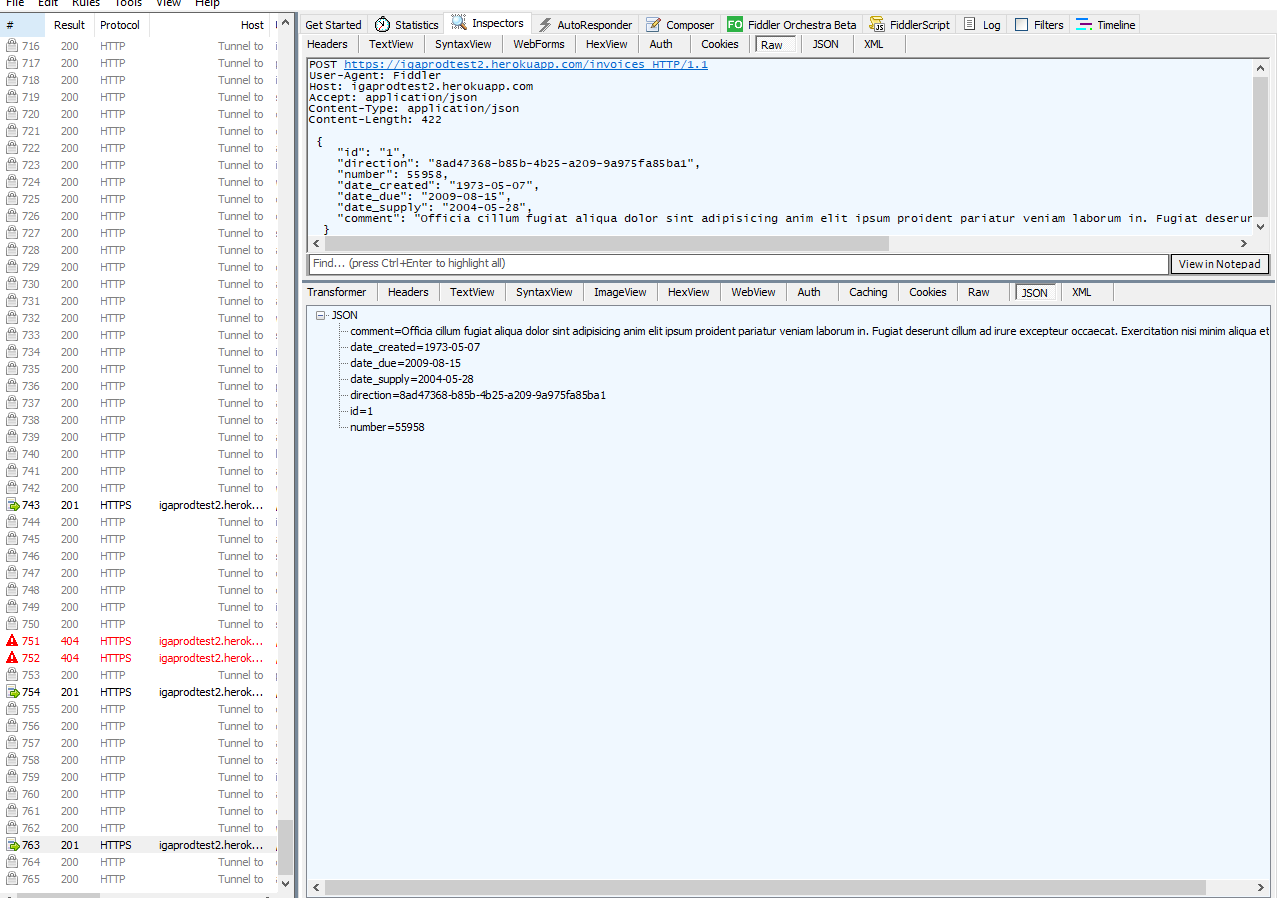 File Edit Rules Tools View Help
# Result Protocol Host
716 200 HTTP Tunnel to
717 200 HTTP Tunnel to
718 200 HTTP Tunnel to
719 200 HTTP Tunnel to
720 200 HTTP Tunnel to
721 200 HTTP Tunnel to
722 200 HTTP Tunnel to
723 200 HTTP Tunnel to
724 200 HTTP Tunnel to
725 200 HTTP Tunnel to
726 200 HTTP Tunnel to
727 200 HTTP Tunnel to
728 200 HTTP Tunnel to
729 200 HTTP Tunnel to
730 200 HTTP Tunnel to
731 200 HTTP Tunnel to
732 200 HTTP Tunnel to
733 200 HTTP Tunnel to
734 200 HTTP Tunnel to
735 200 HTTP Tunnel to
736 200 HTTP Tunnel to
737 200 HTTP Tunnel to
738 200 HTTP Tunnel to
739 200 HTTP Tunnel to
740 200 HTTP Tunnel to
741 200 HTTP Tunnel to
742 200 HTTP Tunnel to
743 201 HTTPS igaprodtest2.herok...
744 200 HTTP Tunnel to
745 200 HTTP Tunnel to
746 200 HTTP Tunnel to
747 200 HTTP Tunnel to
748 200 HTTP Tunnel to
749 200 HTTP Tunnel to
750 200 HTTP Tunnel to
751 404 HTTPS igaprodtest2.herok...
752 404 HTTPS igaprodtest2.herok...
753 200 HTTP Tunnel to
754 201 HTTPS igaprodtest2.herok...
755 200 HTTP Tunnel to
756 200 HTTP Tunnel to
757 200 HTTP Tunnel to
758 200 HTTP Tunnel to
759 200 HTTP Tunnel to
760 200 HTTP Tunnel to
761 200 HTTP Tunnel to
762 200 HTTP Tunnel to
763 201 HTTPS igaprodtest2.herok...
764 200 HTTP Tunnel to
765 200 HTTP Tunnel to
Get Started Statistics Inspectors AutoResponder Composer FO Fiddler Orchestra Beta FiddlerScript Log Filters Timeline
Headers TextView SyntaxView WebForms HexView Auth Cookies Raw JSON XML
POST https://igaprodtest2.herokuapp.com/invoices HTTP/1.1
User-Agent: Fiddler
Host: igaprodtest2.herokuapp.com
Accept: application/json
Content-Type: application/json
Content-Length: 422
{
"id": "1",
"direction": "8ad47368-b85b-4b25-a209-9a975fa85ba1",
"number": 55958,
"date_created": "1973-05-07",
"date_due": "2009-08-15",
"date_supply": "2004-05-28",
"comment": "Officia cillum fugiat aliqua dolor sint adipisicing anim elit ipsum proident pariatur veniam laborum in. Fugiat deserur
}
Find... (press Ctrl+Enter to highlight all) View in Notepad
Transformer Headers TextView SyntaxView ImageView HexView WebView Auth Caching Cookies Raw JSON XML
JSON
comment=Officia cillum fugiat aliqua dolor sint adipisicing anim elit ipsum proident pariatur veniam laborum in. Fugiat deserunt cillum ad irure excepteur occaecat. Exercitation nisi minim aliqua et
date_created=1973-05-07
date_due=2009-08-15
date_supply=2004-05-28
direction=8ad47368-b85b-4b25-a209-9a975fa85ba1
id=1
number=55958